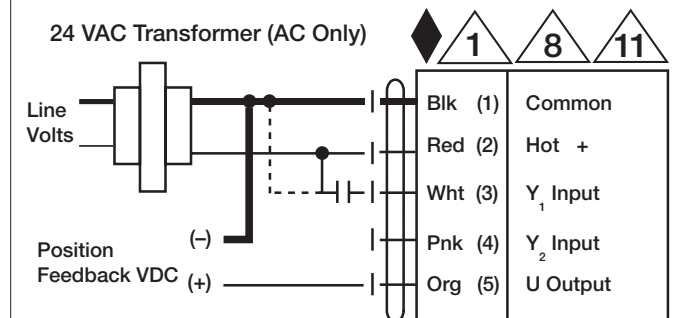 24 VAC Transformer (AC Only)
1
8
11
Line
Volts
Blk (1) Common
Red (2) Hot +
Wht (3) Y1 Input
Pnk (4) Y2 Input
Org (5) U Output
Position
Feedback VDC
(–)
(+)